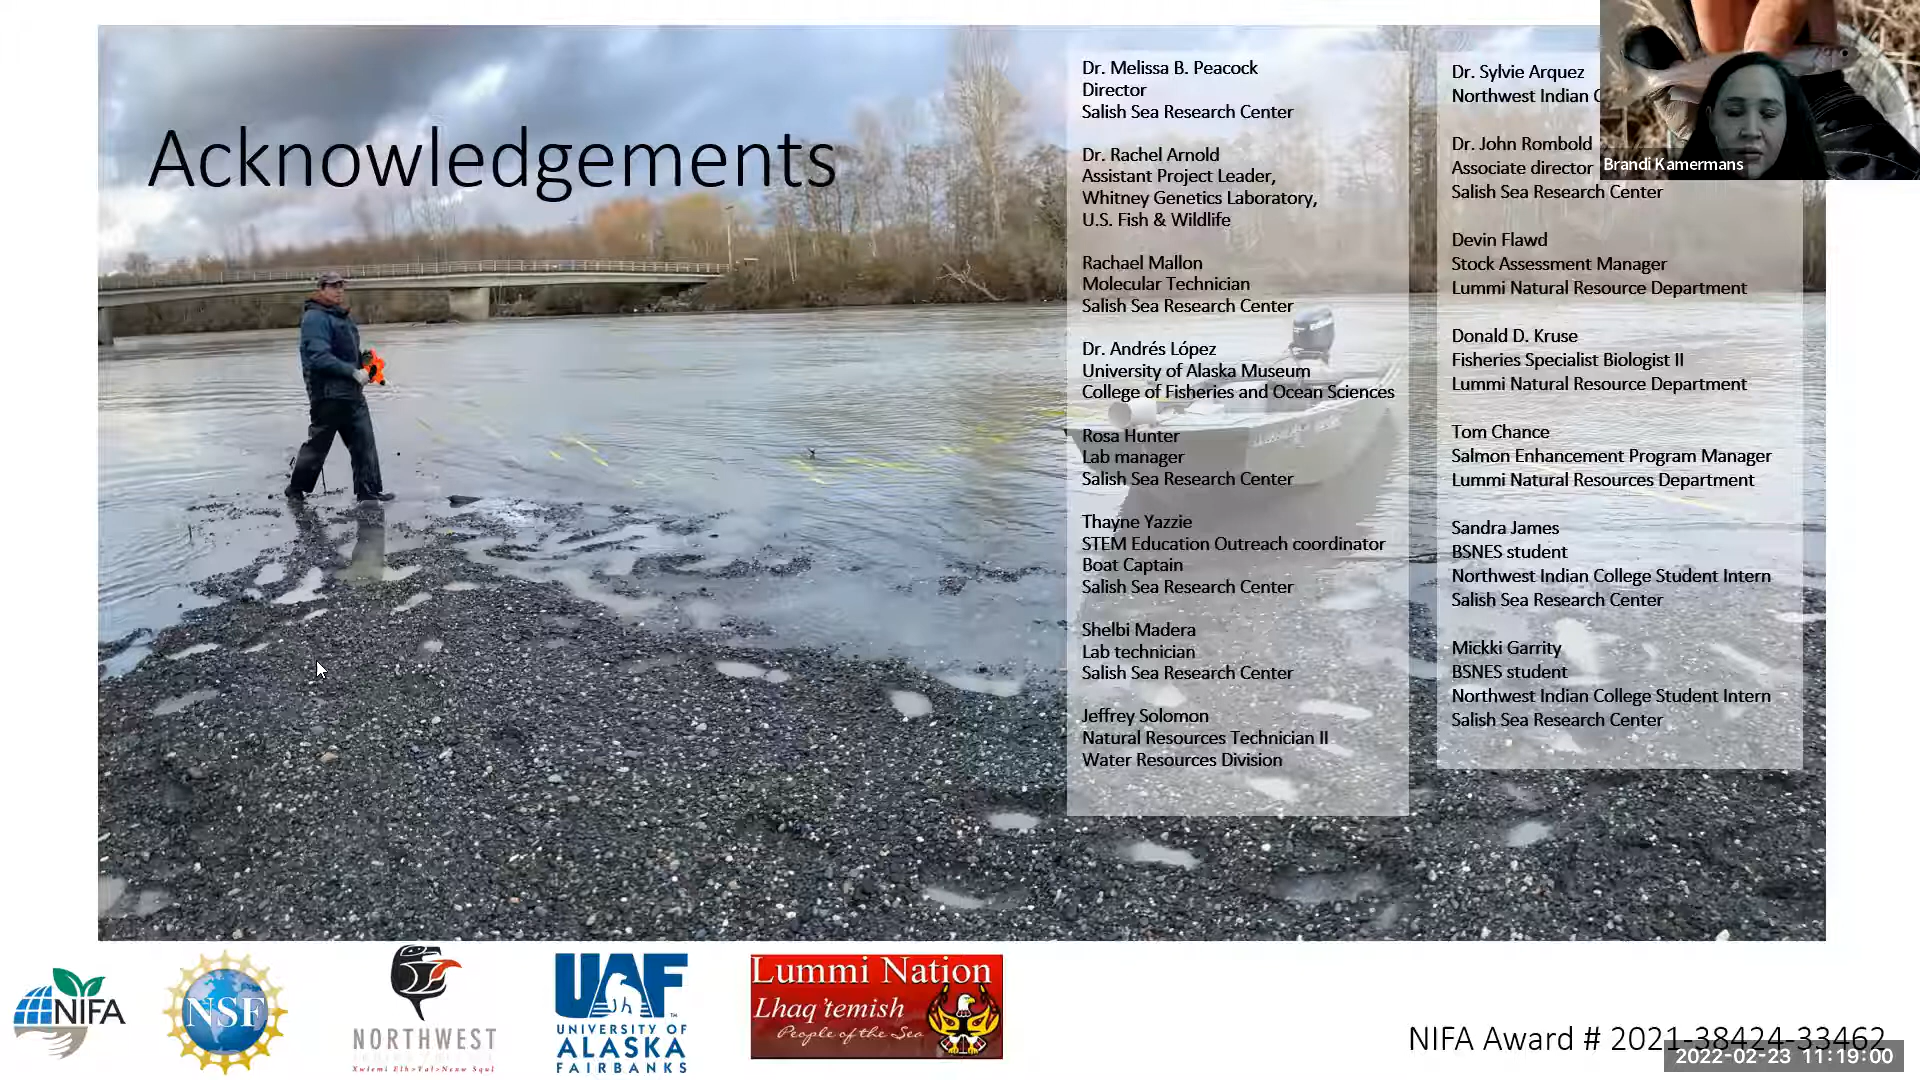 Acknowledgements
Dr. Melissa B. Peacock
Director
Salish Sea Research Center
Dr. Rachel Arnold
Assistant Project Leader,
Whitney Genetics Laboratory,
U.S. Fish & Wildlife
Rachael Mallon
Molecular Technician
Salish Sea Research Center
Dr. Andrés López
University of Alaska Museum
College of Fisheries and Ocean Sciences
Rosa Hunter
Lab manager
Salish Sea Research Center
Thayne Yazzie
STEM Education Outreach coordinator
Boat Captain
Salish Sea Research Center
Shelbi Madera
Lab technician
Salish Sea Research Center
Jeffrey Solomon
Natural Resources Technician II
Water Resources Division
Dr. Sylvie Arquez
Northwest Indian
Dr. John Rombold
Associate director
Salish Sea Research Center
Devin Flawd
Stock Assessment Manager
Lummi Natural Resource Department
Donald D. Kruse
Fisheries Specialist Biologist II
Lummi Natural Resource Department
Tom Chance
Salmon Enhancement Program Manager
Lummi Natural Resources Department
Sandra James
BSNES student
Northwest Indian College Student Intern
Salish Sea Research Center
Mickki Garrity
BSNES student
Northwest Indian College Student Intern
Salish Sea Research Center
Brandi Kamermans
NIFA
NSF
NORTHWEST
UAF
UNIVERSITY OF
ALASKA
FAIRBANKS
Lummi Nation
Lhaq'temish
People of the Sea
NIFA Award # 2021-38424-33462
2022-02-23 11:19:00